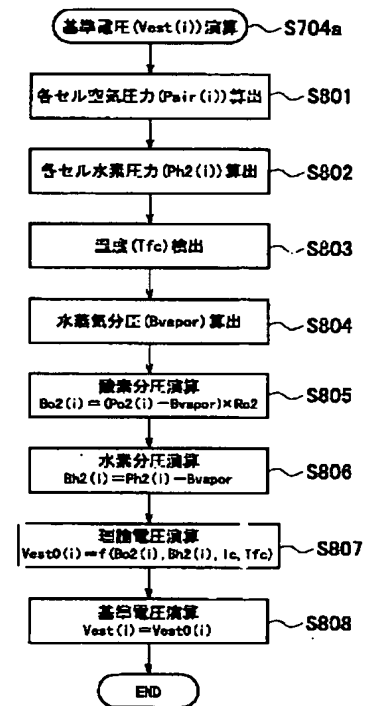 基準電圧(Vest(i))演算
S704a
各セル空気圧力(Pair(i))算出
S801
各セル水素圧力(Ph2(i))算出
S802
温度(Tfc)検出
S803
水蒸気分圧(Bvapor)算出
S804
酸素分圧演算
Bo2(i)=(Po2(i)-Bvapor)×Ro2
S805
水素分圧演算
Bh2(i)=Ph2(i)-Bvapor
S806
理論電圧演算
Vest0(i)=f(Bo2(i),Bh2(i),Ic,Tfc)
S807
基準電圧演算
Vest(i)=Vest0(i)
S808
END